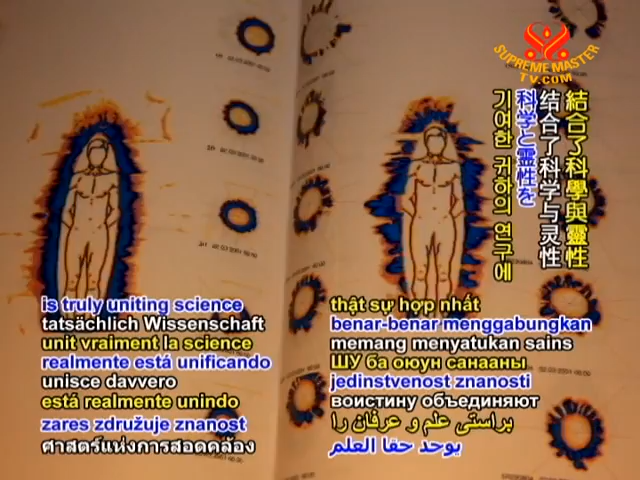 SUPREME MASTER
TV.COM
結合了科學與靈性
结合了科学与灵性
科学と霊性を
기여한 귀하의 연구에
is truly uniting science
tatsächlich Wissenschaft
unit vraiment la science
realmente está unificando
unisce davvero
está realmente unindo
zares združuje znanost
ศาสตร์แห่งการสอดคล้อง
thật sự hợp nhất
benar-benar menggabungkan
memang menyatukan sains
ШУ ба оюун санааны
jedinstvenost znanosti
воистину объединяют
براستی علم و عرفان را
يوحد حقا العلم